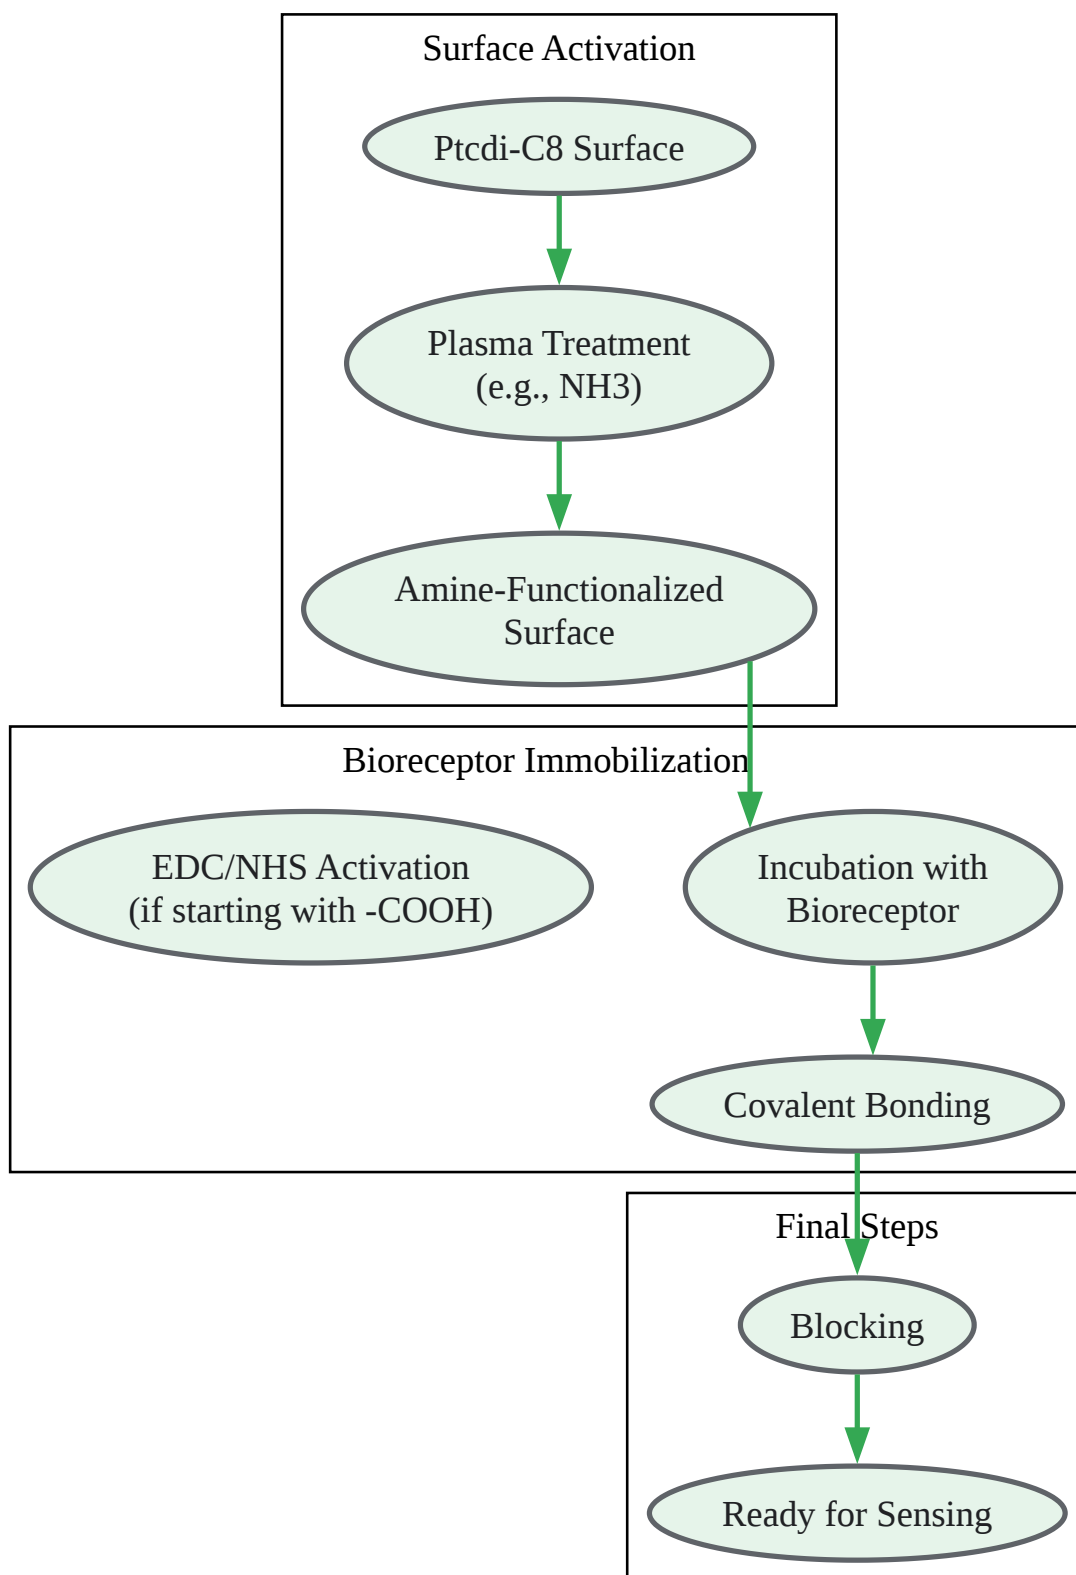 Surface Activation
Ptcdi-C8 Surface
Plasma Treatment
(e.g., NH3)
Amine-Functionalized
Surface
Bioreceptor Immobilization
EDC/NHS Activation
(if starting with -COOH)
Incubation with
Bioreceptor
Covalent Bonding
Final Steps
Blocking
Ready for Sensing